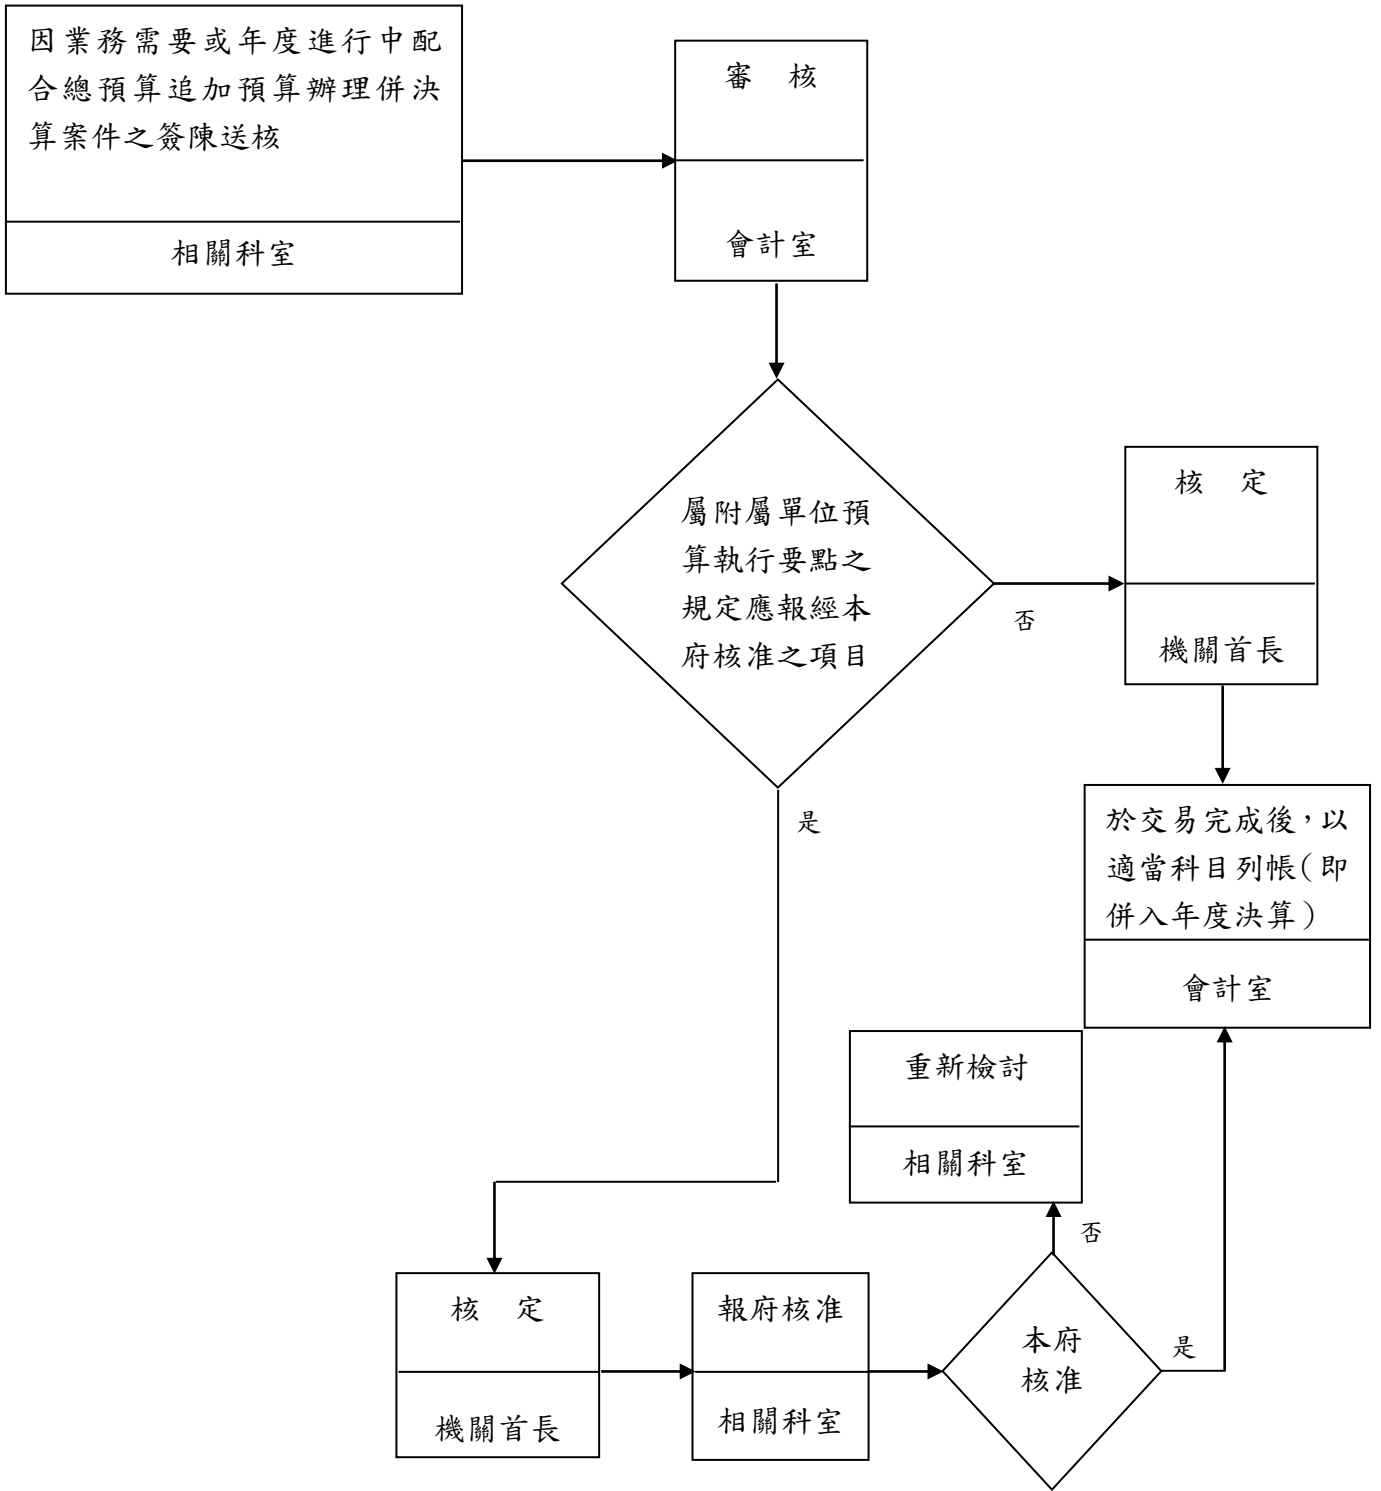 因業務需要或年度進行中配
合總預算追加預算辦理併決
算案件之簽陳送核
相關科室
審　核
會計室
屬附屬單位預
算執行要點之
規定應報經本
府核准之項目
否
核　定
機關首長
是
於交易完成後，以
適當科目列帳（即
併入年度決算）
會計室
重新檢討
相關科室
否
核　定
機關首長
報府核准
相關科室
本府
核准
是